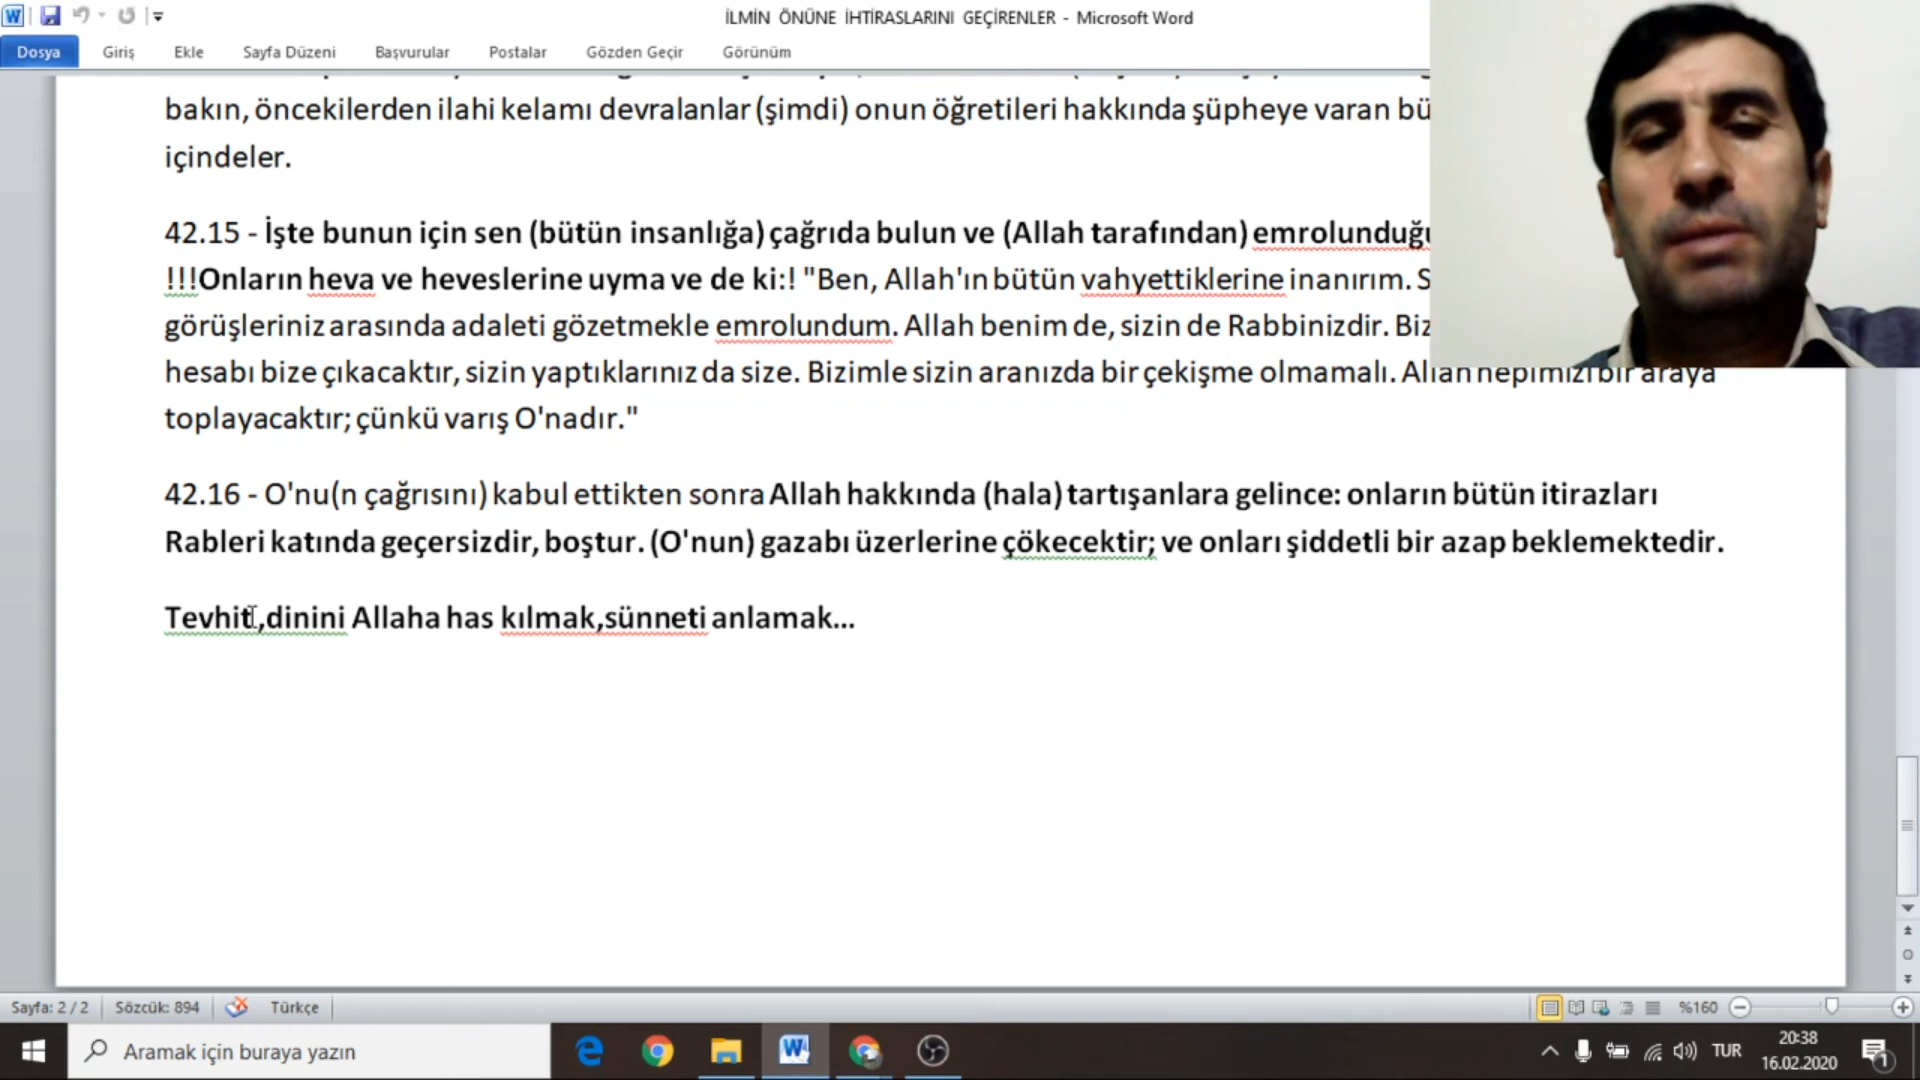 İLMİN ÖNÜNE İHTİRASLARINI GEÇİRENLER - Microsoft Word
Dosya Giriş Ekle Sayfa Düzeni Başvurular Postalar Gözden Geçir Görünüm
bakın, öncekilerden ilahi kelamı devralanlar (şimdi) onun öğretileri hakkında şüpheye varan
içindeler.
42.15 - İşte bunun için sen (bütün insanlığa) çağrıda bulun ve (Allah tarafından)
!!!Onların heva ve heveslerine uyma ve de ki:! "Ben, Allah'ın bütün vahyettiklerine inanırım.
görüşleriniz arasında adaleti gözetmekle emrolundum. Allah benim de, sizin de Rabbinizdir.
hesabı bize çıkacaktır, sizin yaptıklarınız da size. Bizimle sizin aranızda bir çekişme olmamalı. Allah hepimizi bir araya
toplayacaktır; çünkü varış O'nadır."
42.16 - O'nu(n çağrısını) kabul ettikten sonra Allah hakkında (hala) tartışanlara gelince: onların bütün itirazları
Rableri katında geçersizdir, boştur. (O'nun) gazabı üzerlerine çökecektir; ve onları şiddetli bir azap beklemektedir.
Tevhit,dinini Allaha has kılmak,sünneti anlamak...
Sayfa: 2 / 2 Sözcük: 894 Türkçe %160
Aramak için buraya yazın TUR 20:38
16.02.2020 1